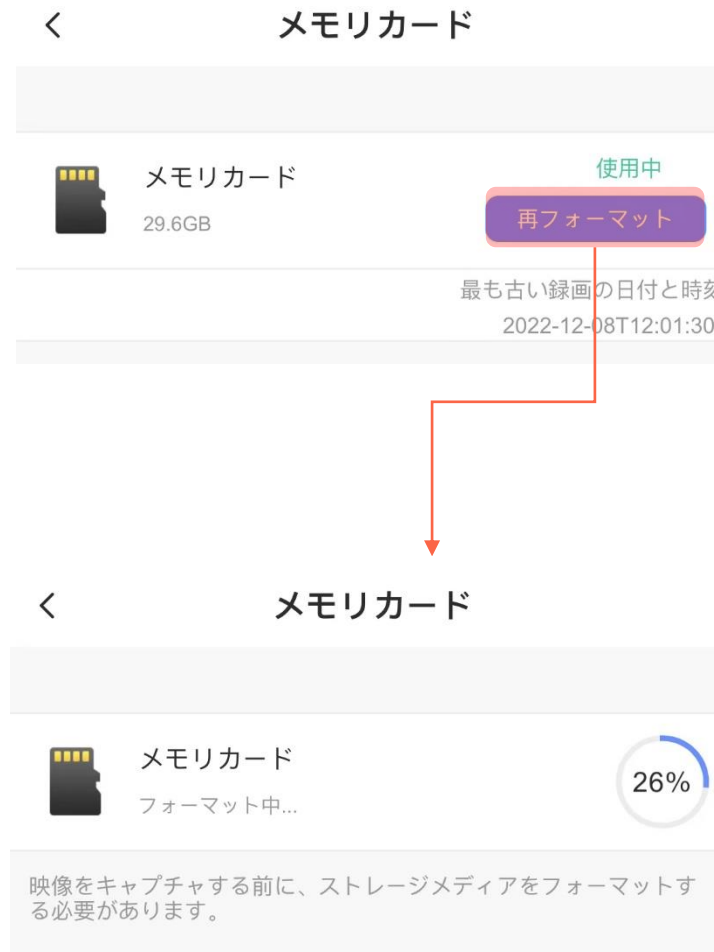 メモリカード
メモリカード
使用中
29.6GB
再フォーマット
最も古い録画の日付と時刻
2022-12-08T12:01:30
メモリカード
メモリカード
フォーマット中...
26%
映像をキャプチャする前に、ストレージメディアをフォーマットす
る必要があります。